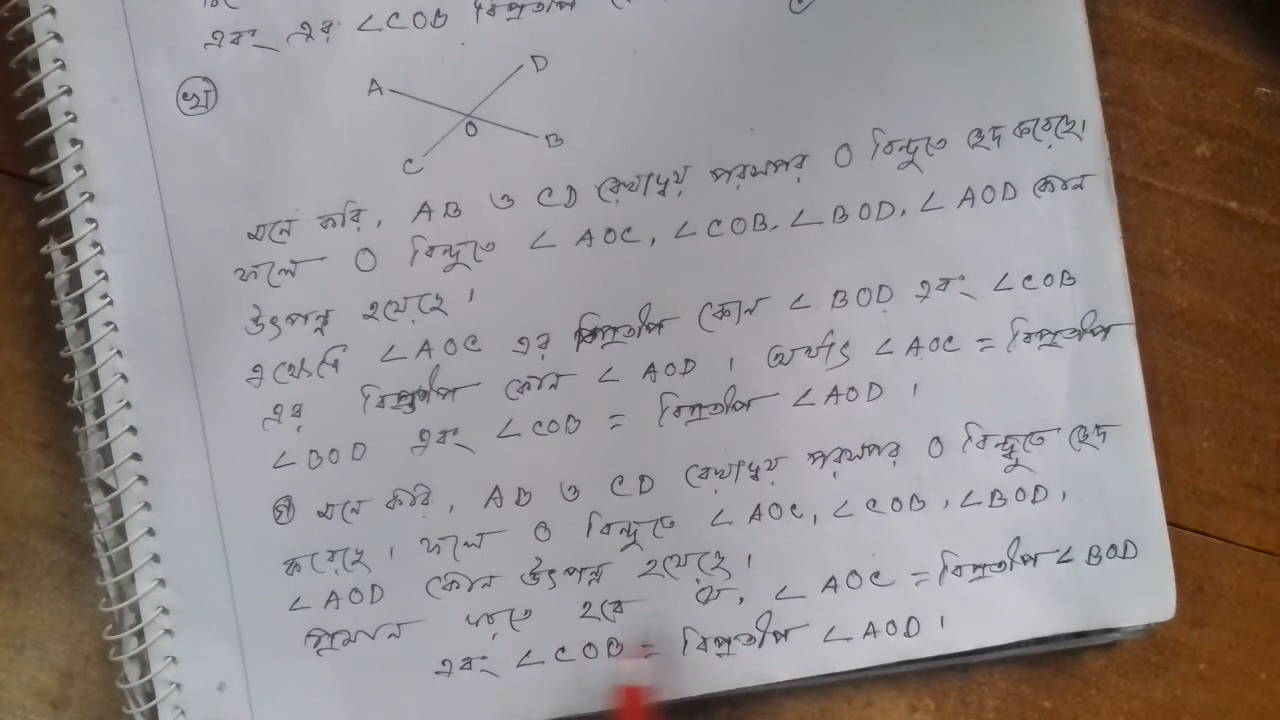 এবং এর ∠COB বিপ্রতীপ
খ
A D
O
C B
মনে করি, AB ও CD রেখাদ্বয় পরস্পর O বিন্দুতে ছেদ করেছে।
ফলে O বিন্দুতে ∠AOC, ∠COB, ∠BOD, ∠AOD কোন
উৎপন্ন হয়েছে।
এখানে ∠AOC এর বিপ্রতীপ কোন ∠BOD এবং ∠COB
এর বিপ্রতীপ কোন ∠AOD । অর্থাৎ ∠AOC = বিপ্রতীপ
∠BOD এবং ∠COB = বিপ্রতীপ ∠AOD ।
গ মনে করি, AB ও CD রেখাদ্বয় পরস্পর O বিন্দুতে ছেদ
করেছে। ফলে O বিন্দুতে ∠AOC, ∠COB, ∠BOD,
∠AOD কোন উৎপন্ন হয়েছে।
প্রমান করতে হবে যে, ∠AOC = বিপ্রতীপ ∠BOD
এবং ∠COB = বিপ্রতীপ ∠AOD ।